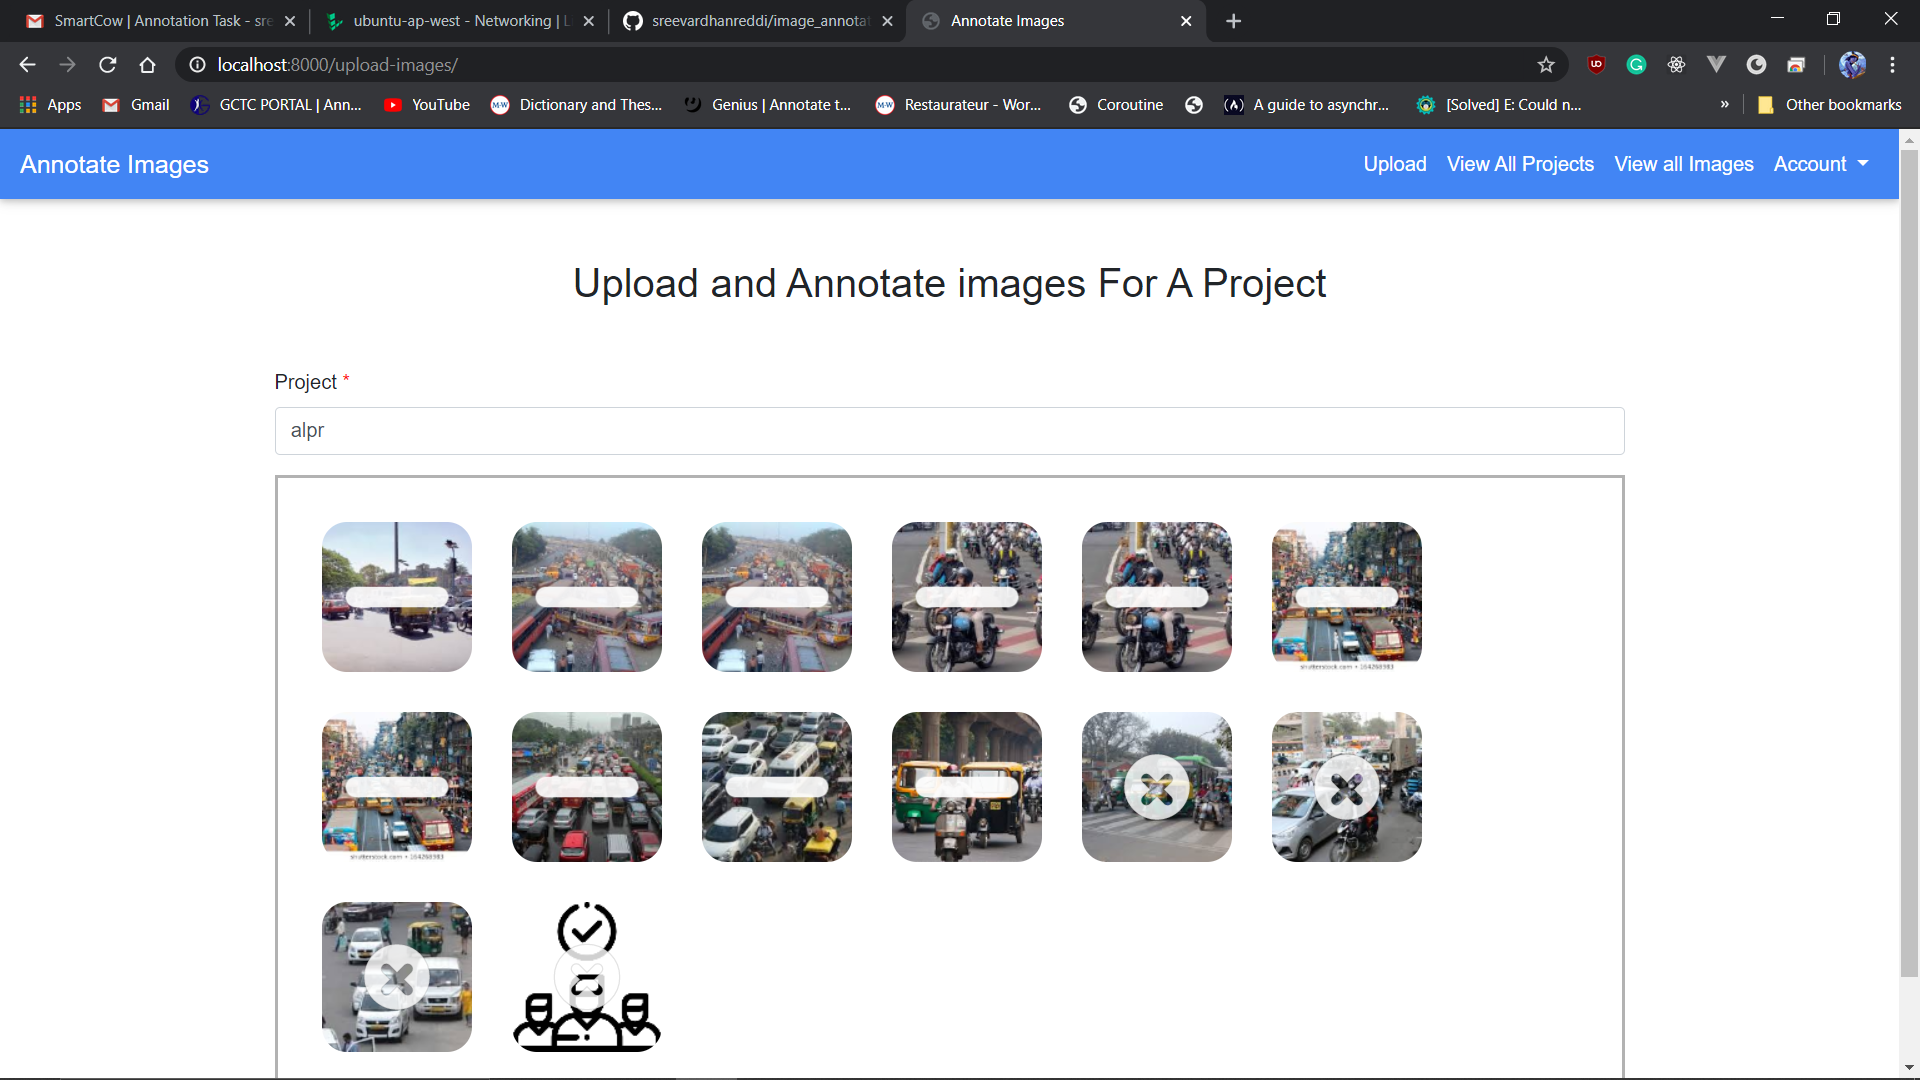 SmartCow | Annotation Task - sre
ubuntu-ap-west - Networking | L
sreevardhanreddi/image_annotat
Annotate Images
localhost:8000/upload-images/
Apps
Gmail
GCTC PORTAL | Ann...
YouTube
Dictionary and Thes...
Genius | Annotate t...
Restaurateur - Wor...
Coroutine
A guide to asynchr...
[Solved] E: Could n...
»
Other bookmarks
Annotate Images
Upload
View All Projects
View all Images
Account
Upload and Annotate images For A Project
Project *
alpr
shutterstock.com • 164268983
shutterstock.com • 164268983